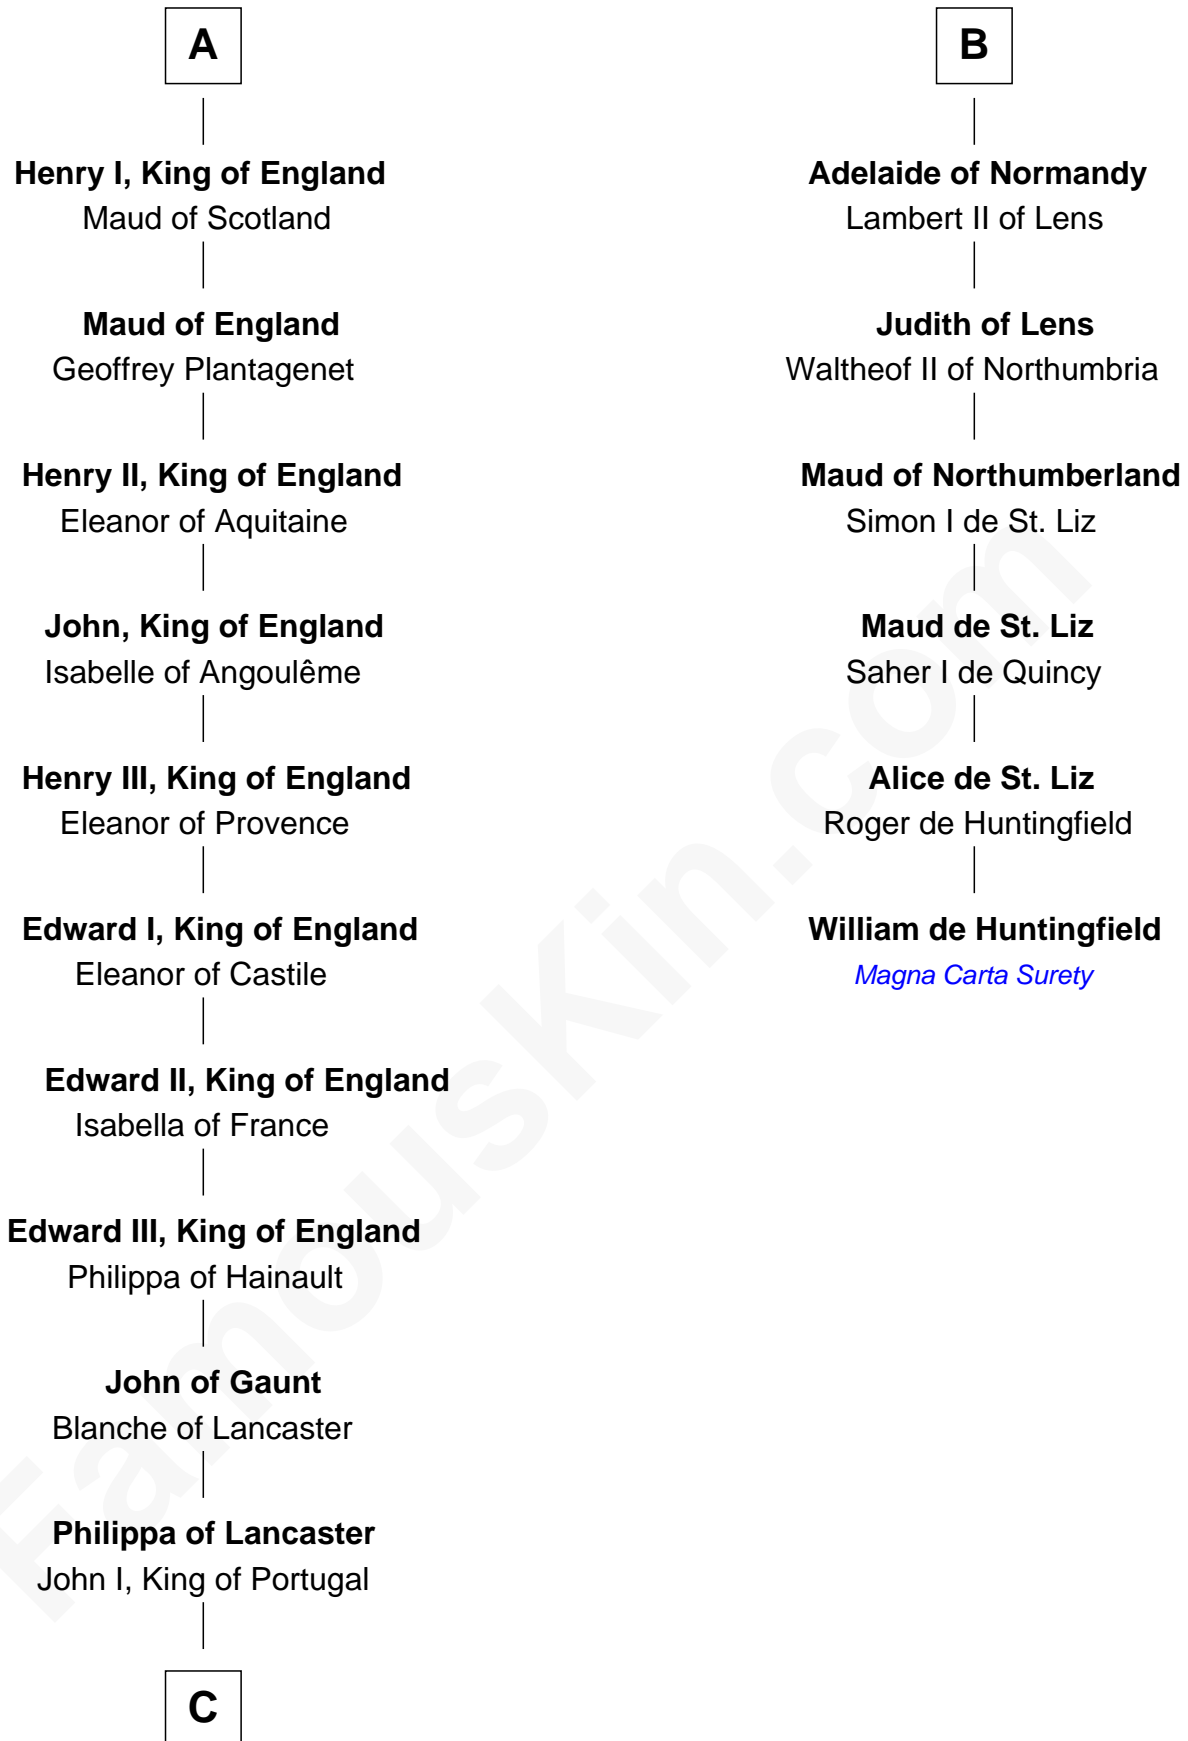 A
Henry I, King of England
Maud of Scotland
Maud of England
Geoffrey Plantagenet
Henry II, King of England
Eleanor of Aquitaine
John, King of England
Isabelle of Angoulême
Henry III, King of England
Eleanor of Provence
Edward I, King of England
Eleanor of Castile
Edward II, King of England
Isabella of France
Edward III, King of England
Philippa of Hainault
John of Gaunt
Blanche of Lancaster
Philippa of Lancaster
John I, King of Portugal
C
B
Adelaide of Normandy
Lambert II of Lens
Judith of Lens
Waltheof II of Northumbria
Maud of Northumberland
Simon I de St. Liz
Maud de St. Liz
Saher I de Quincy
Alice de St. Liz
Roger de Huntingfield
William de Huntingfield
Magna Carta Surety
FamousKin.com